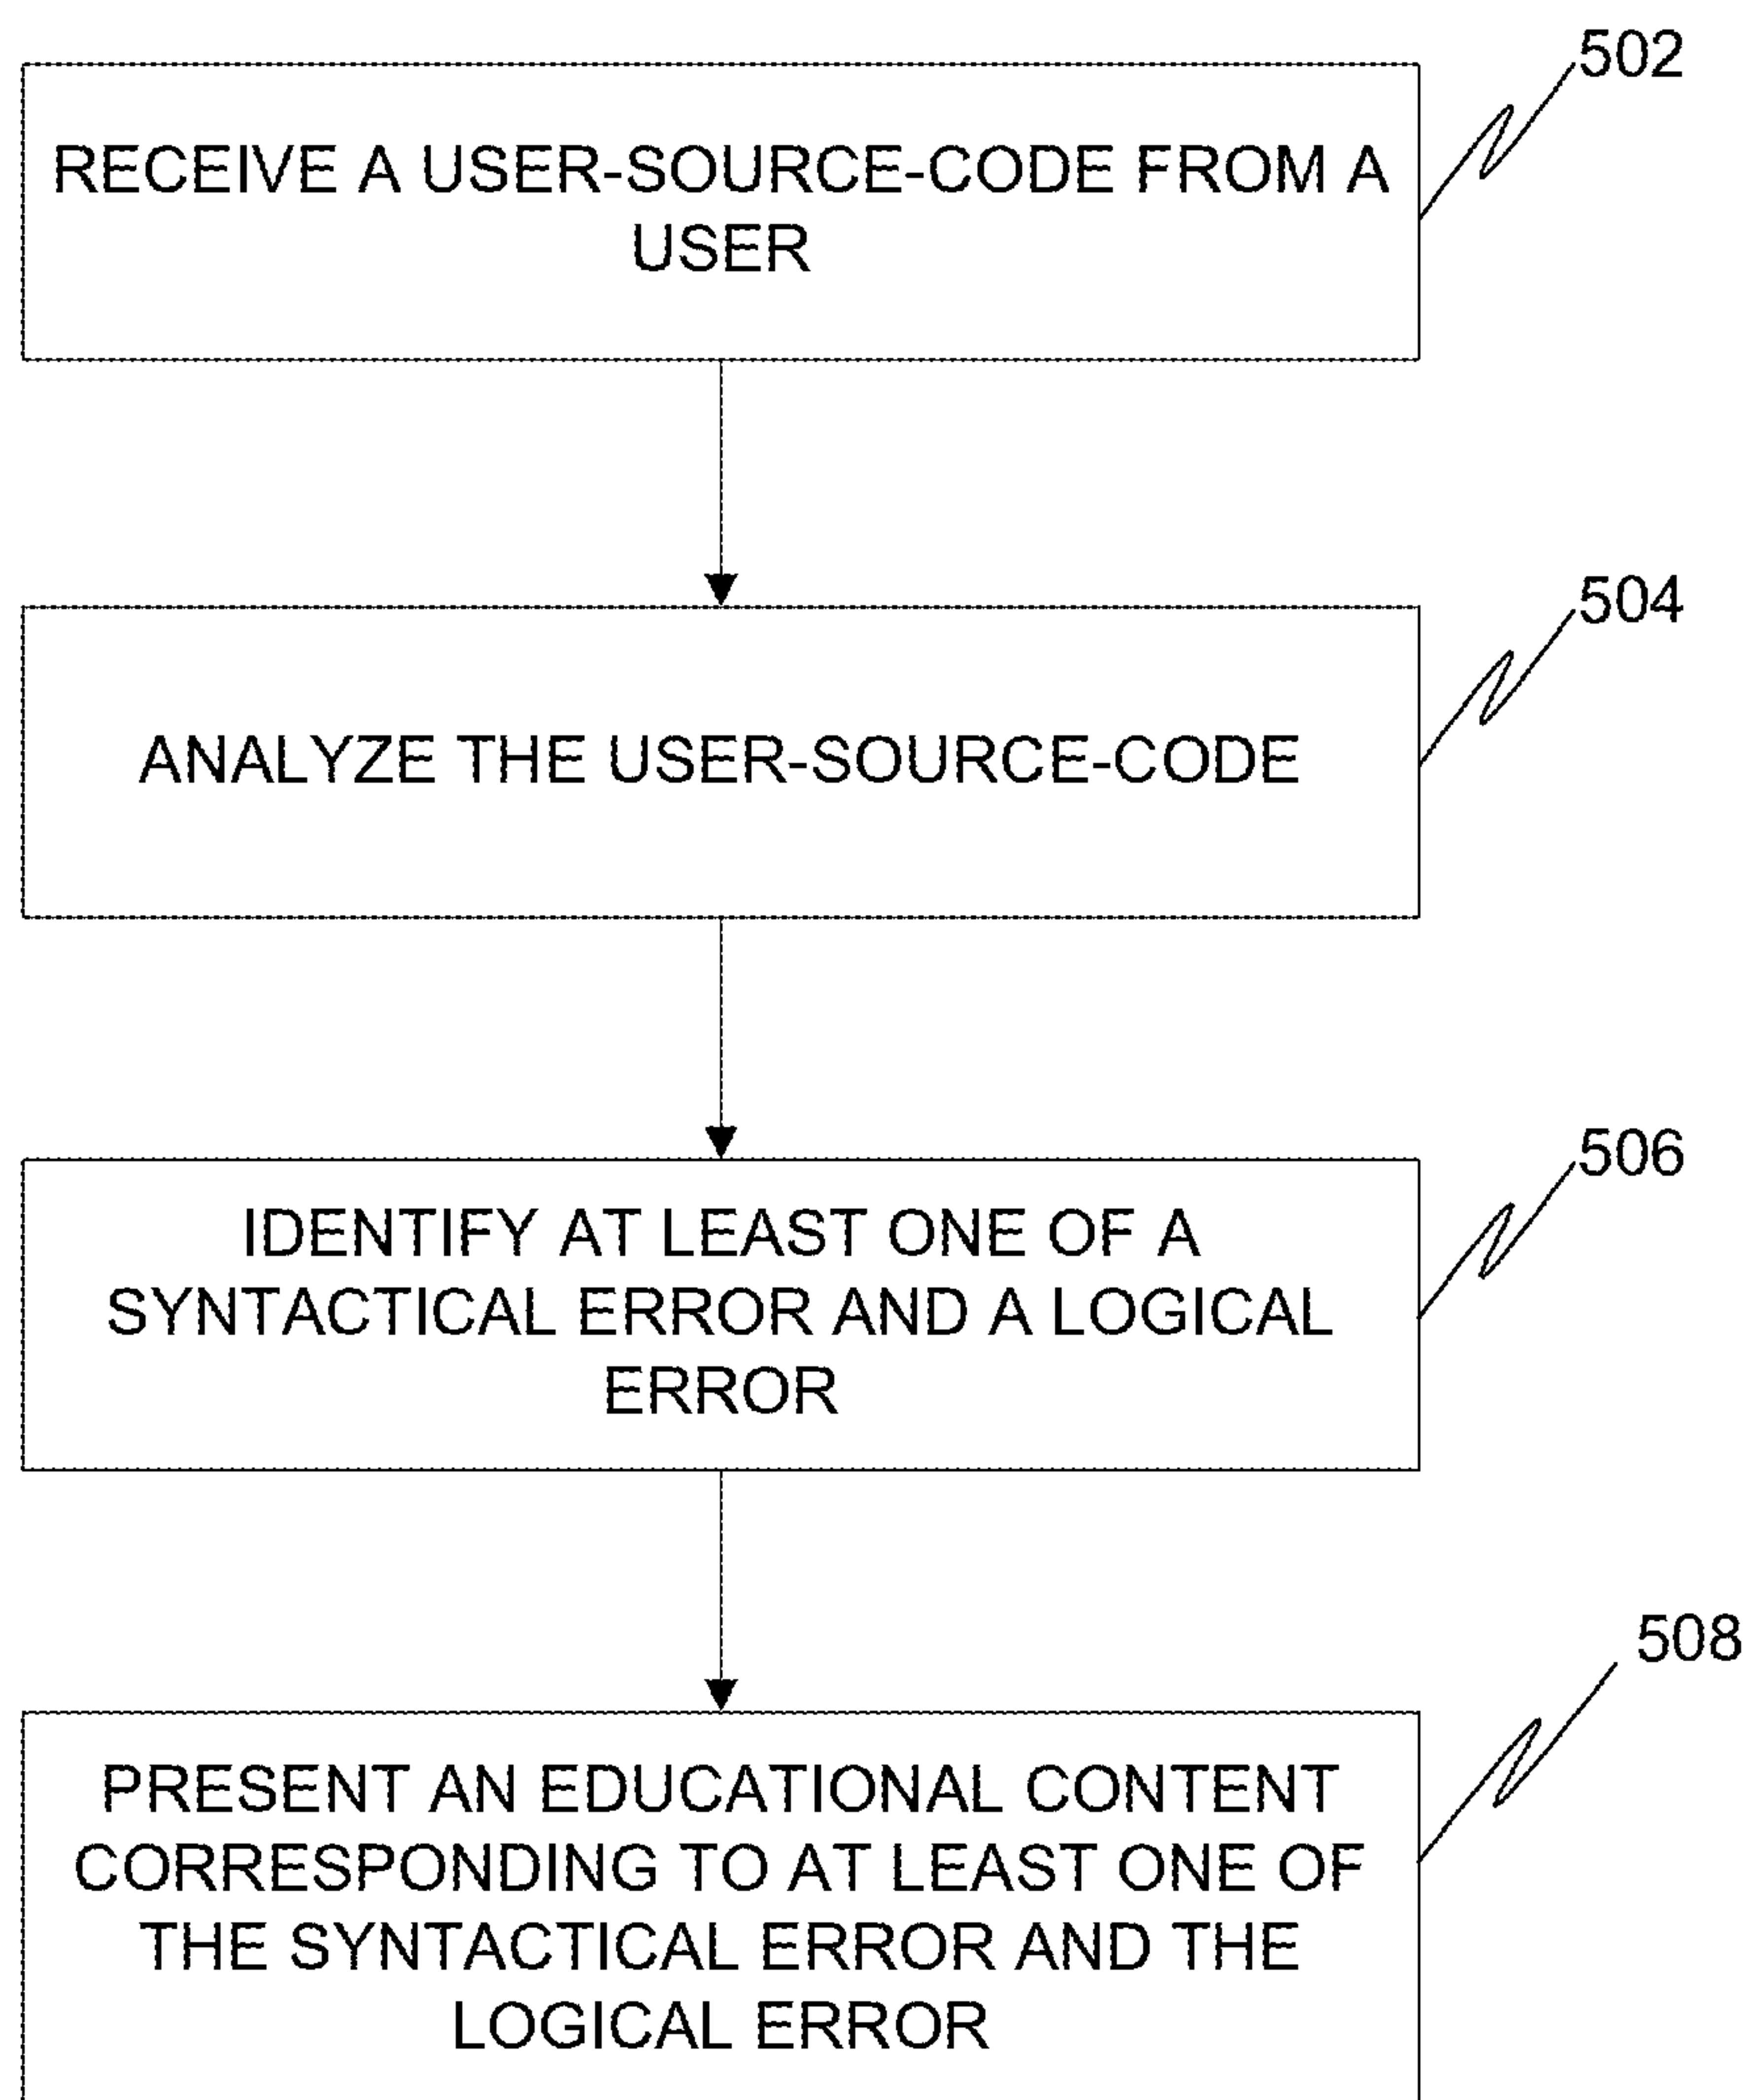 502
RECEIVE A USER-SOURCE-CODE FROM A
USER
504
ANALYZE THE USER-SOURCE-CODE
506
IDENTIFY AT LEAST ONE OF A
SYNTACTICAL ERROR AND A LOGICAL
ERROR
508
PRESENT AN EDUCATIONAL CONTENT
CORRESPONDING TO AT LEAST ONE OF
THE SYNTACTICAL ERROR AND THE
LOGICAL ERROR